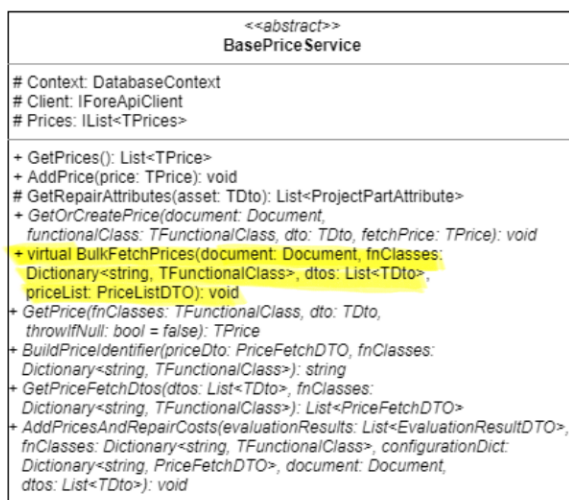 <<abstract>>
BasePriceService
# Context: DatabaseContext
# Client: IForeApiClient
# Prices: IList<TPrices>
+ GetPrices(): List<TPrice>
+ AddPrice(price: TPrice): void
# GetRepairAttributes(asset: TDto): List<ProjectPartAttribute>
+ GetOrCreatePrice(document: Document,
functionalClass: TFunctionalClass, dto: TDto, fetchPrice: TPrice): void
+ virtual BulkFetchPrices(document: Document, fnClasses:
Dictionary<string, TFunctionalClass>, dtos: List<TDto>,
priceList: PriceListDTO): void
+ GetPrice(fnClasses: TFunctionalClass, dto: TDto,
throwIfNull: bool = false): TPrice
+ BuildPriceIdentifier(priceDto: PriceFetchDTO, fnClasses:
Dictionary<string, TFunctionalClass>): string
+ GetPriceFetchDtos(dtos: List<TDto>, fnClasses:
Dictionary<string, TFunctionalClass>): List<PriceFetchDTO>
+ AddPricesAndRepairCosts(evaluationResults: List<EvaluationResultDTO>,
fnClasses: Dictionary<string, TFunctionalClass>, configurationDict:
Dictionary<string, PriceFetchDTO>, document: Document,
dtos: List<TDto>): void